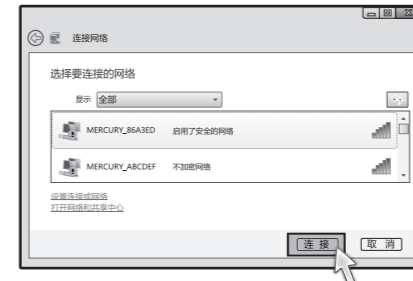 连接网络
选择要连接的网络
显示 全部
MERCURY_86A3ED 启用了安全的网络
MERCURY_ABCDEF 不加密网络
设置连接或网络
打开网络和共享中心
连 接 取 消